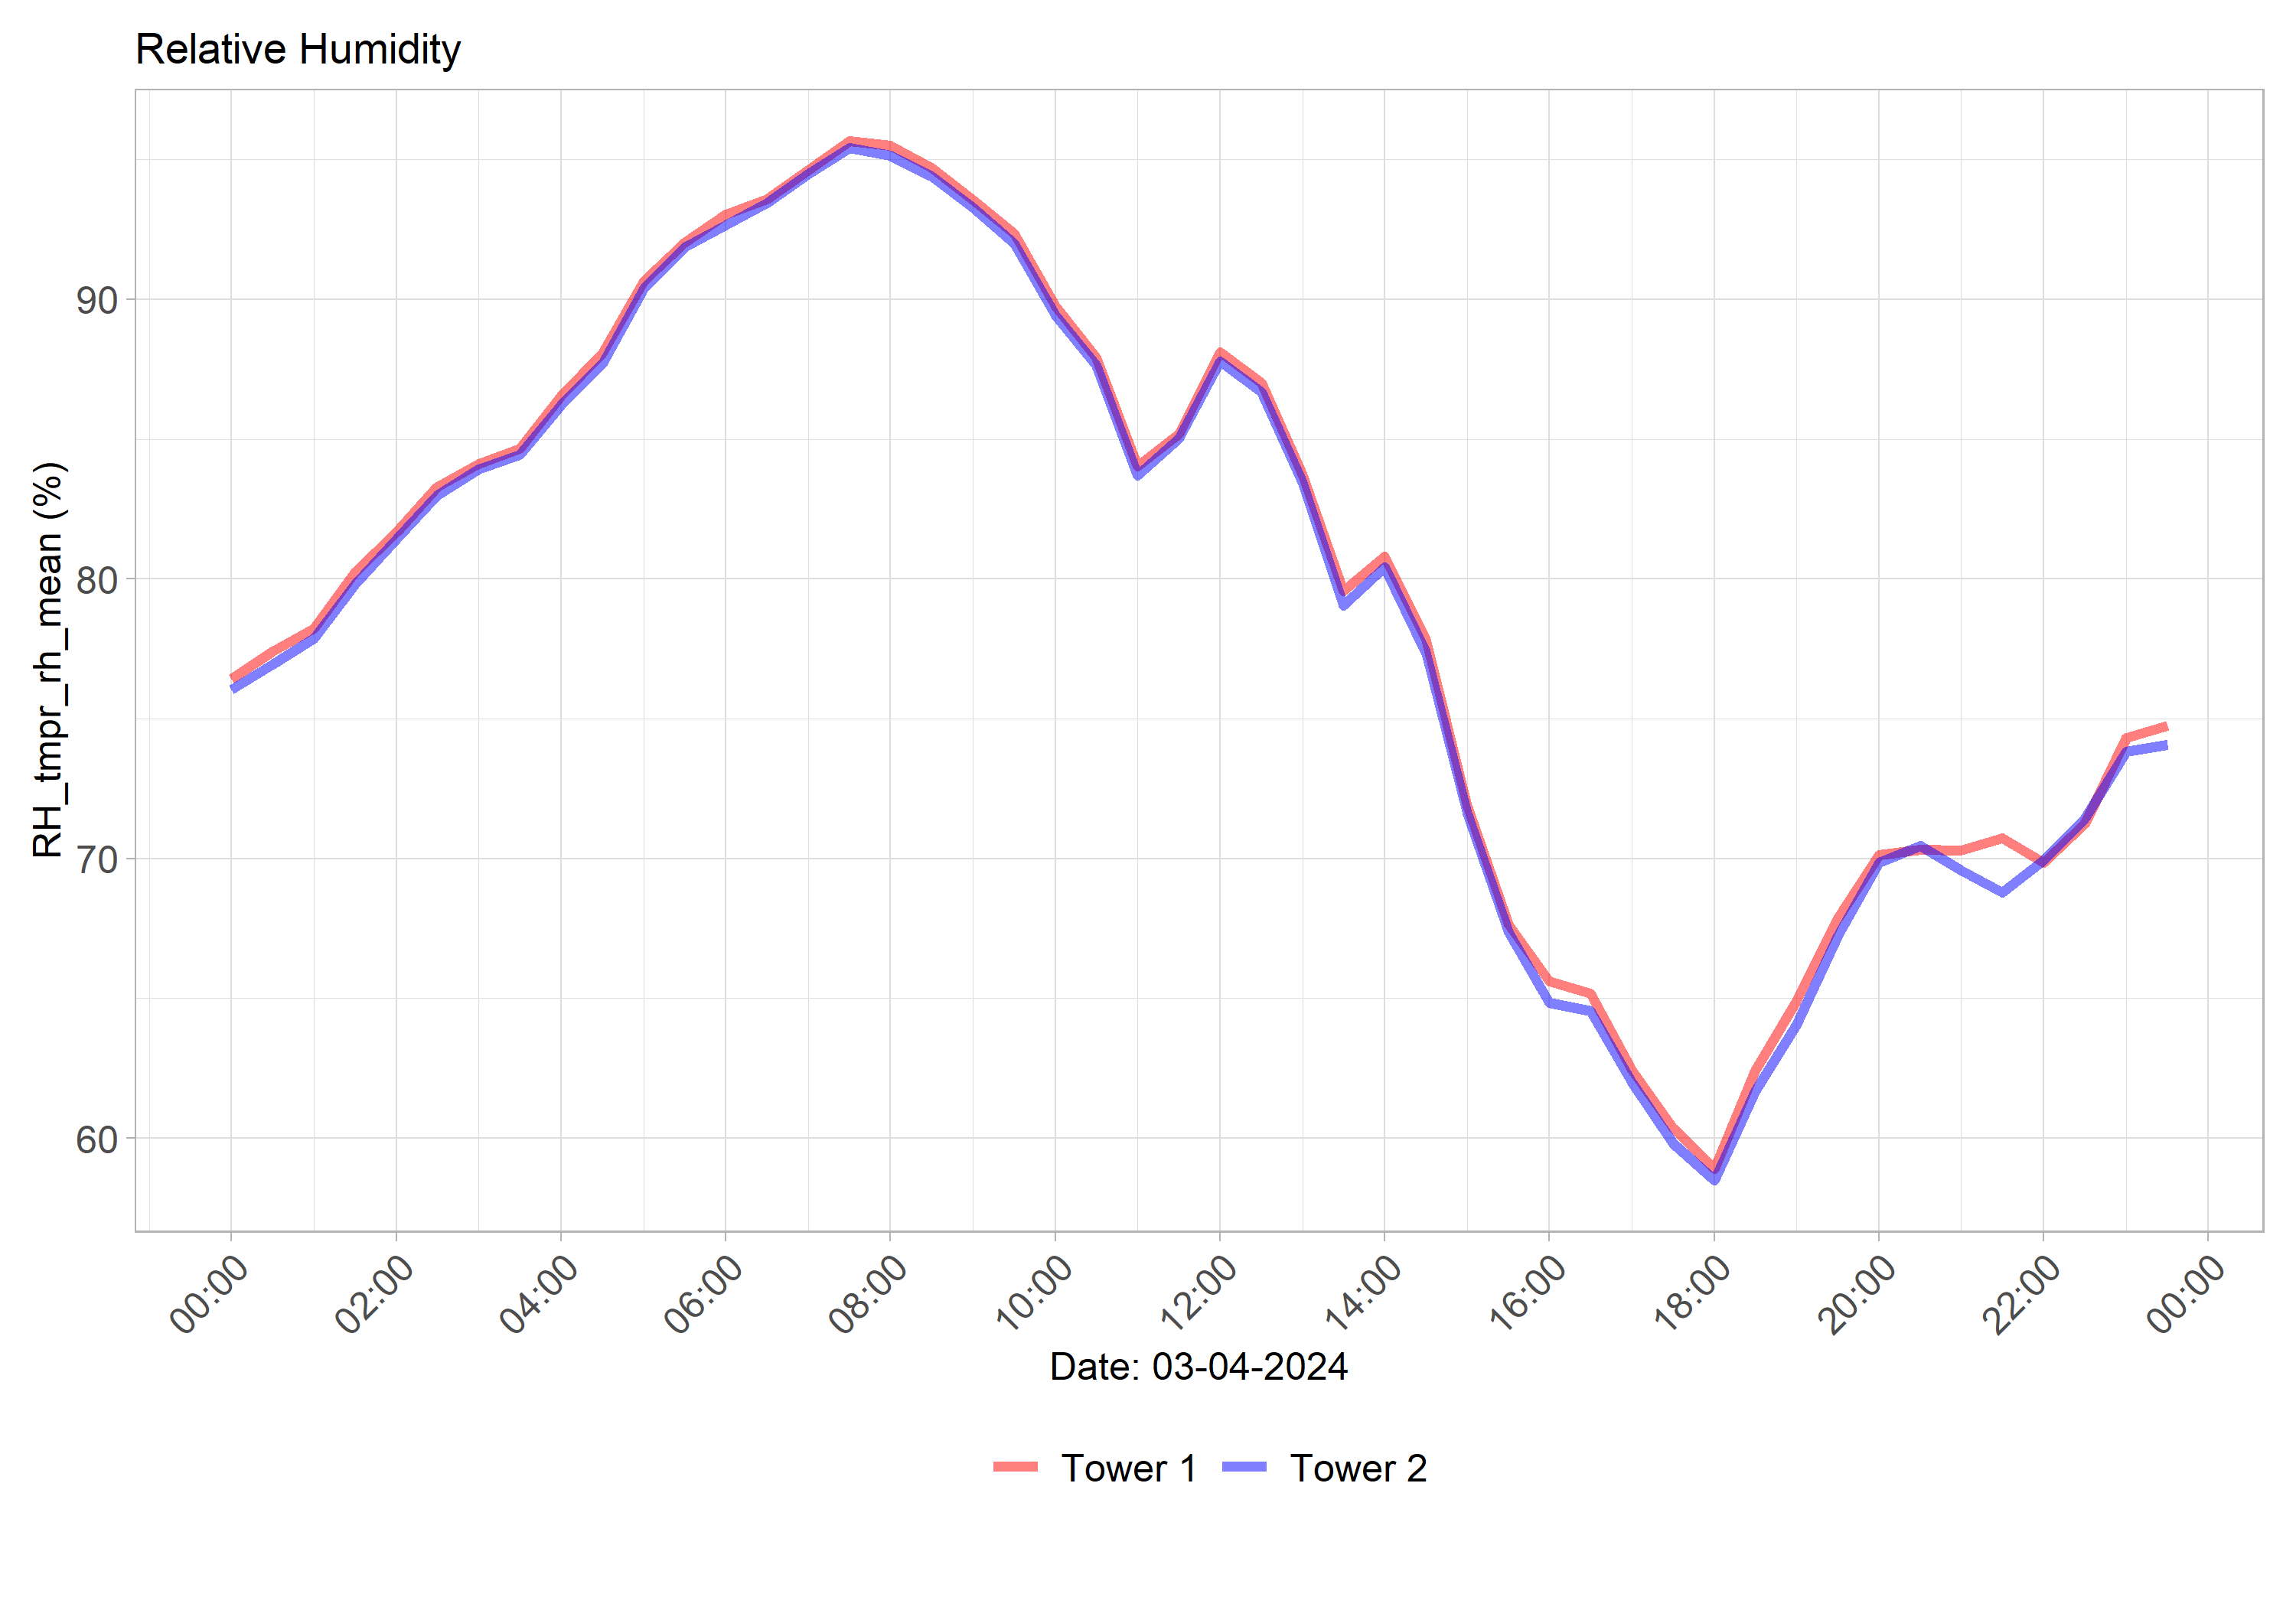 Relative Humidity
RH_tmpr_rh_mean (%)
90
80
70
60
00:00 02:00 04:00 06:00 08:00 10:00 12:00 14:00 16:00 18:00 20:00 22:00 00:00
Date: 03-04-2024
Tower 1 Tower 2